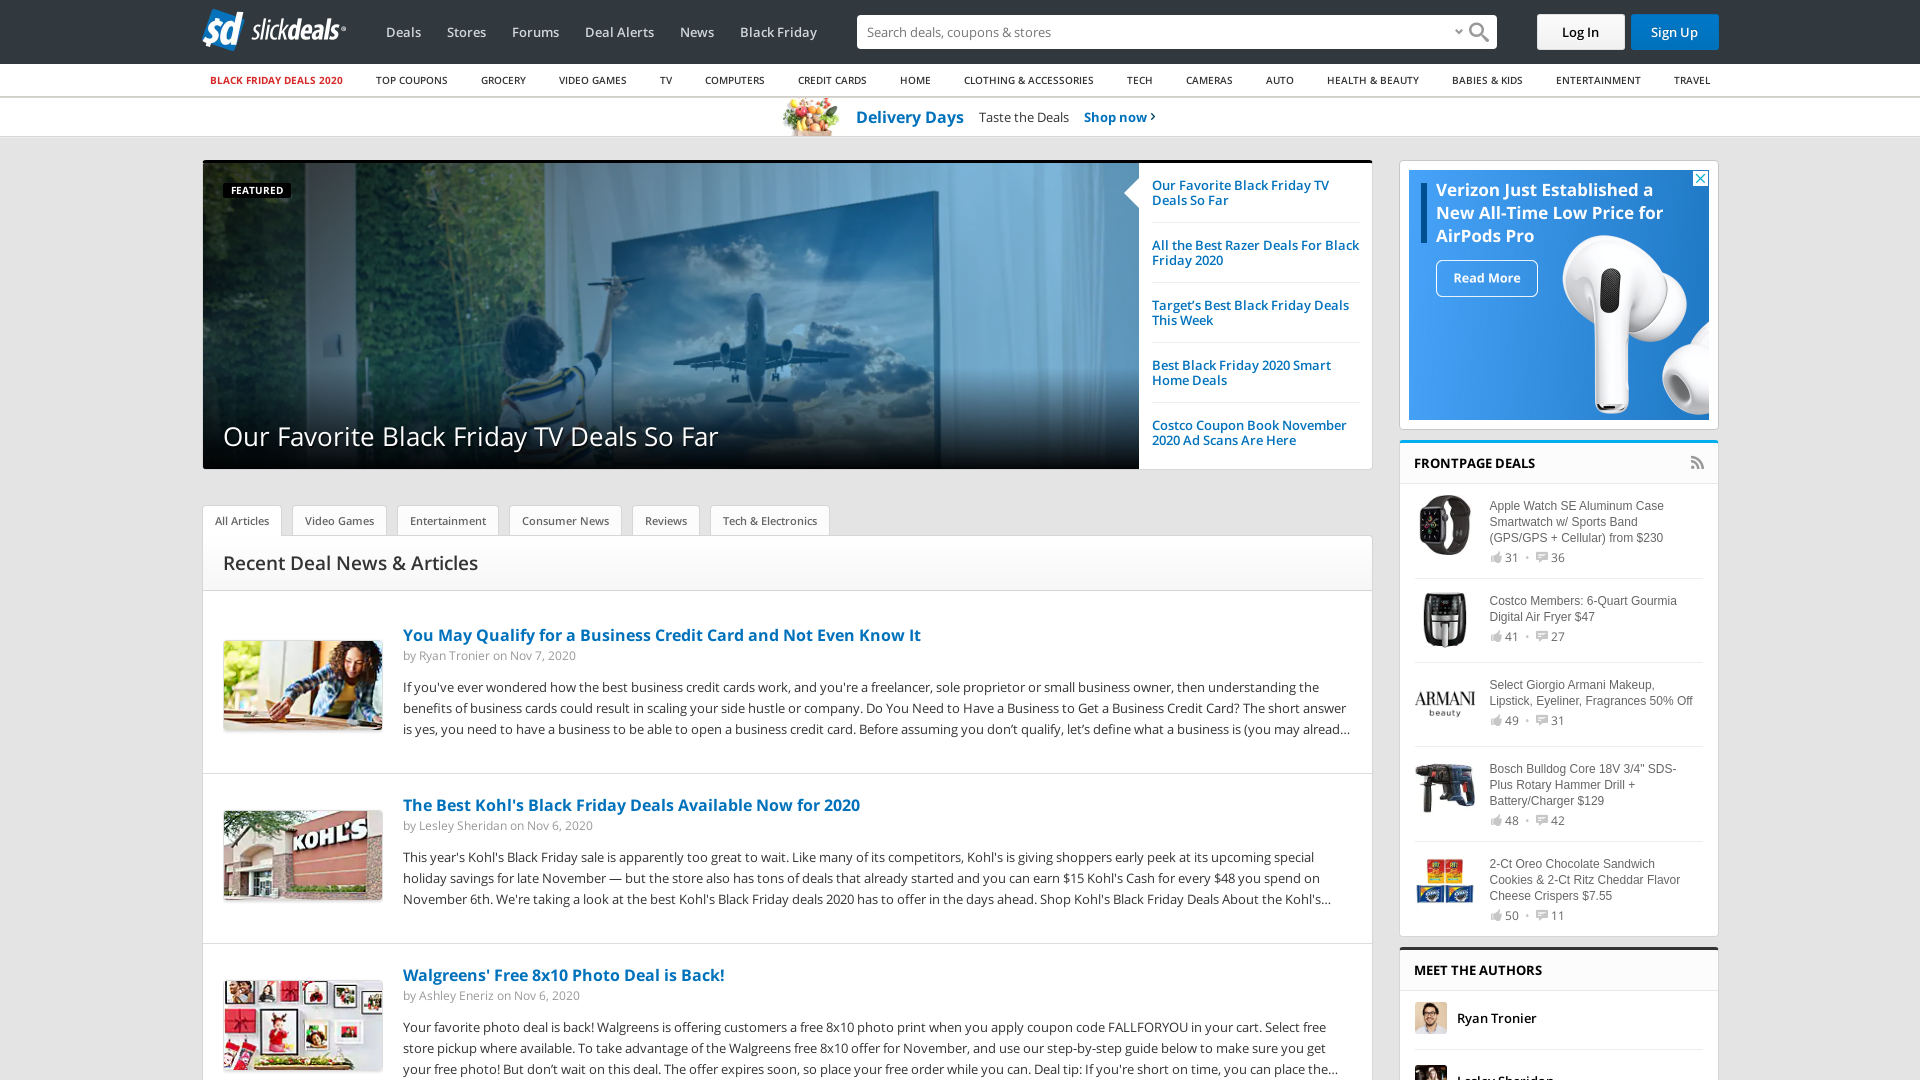 slickdeals
Deals
Stores
Forums
Deal Alerts
News
Black Friday
Search deals, coupons & stores
Log In
Sign Up
BLACK FRIDAY DEALS 2020
TOP COUPONS
GROCERY
VIDEO GAMES
TV
COMPUTERS
CREDIT CARDS
HOME
CLOTHING & ACCESSORIES
TECH
CAMERAS
AUTO
HEALTH & BEAUTY
BABIES & KIDS
ENTERTAINMENT
TRAVEL
Delivery Days
Taste the Deals
Shop now
FEATURED
Our Favorite Black Friday TV Deals So Far
Our Favorite Black Friday TV
Deals So Far
All the Best Razer Deals For Black
Friday 2020
Target’s Best Black Friday Deals
This Week
Best Black Friday 2020 Smart
Home Deals
Costco Coupon Book November
2020 Ad Scans Are Here
All Articles
Video Games
Entertainment
Consumer News
Reviews
Tech & Electronics
Recent Deal News & Articles
You May Qualify for a Business Credit Card and Not Even Know It
by Ryan Tronier on Nov 7, 2020
If you've ever wondered how the best business credit cards work, and you're a freelancer, sole proprietor or small business owner, then understanding the
benefits of business cards could result in scaling your side hustle or company. Do You Need to Have a Business to Get a Business Credit Card? The short answer
is yes, you need to have a business to be able to open a business credit card. Before assuming you don’t qualify, let’s define what a business is (you may alread…
KOHL'S
The Best Kohl's Black Friday Deals Available Now for 2020
by Lesley Sheridan on Nov 6, 2020
This year's Kohl's Black Friday sale is apparently too great to wait. Like many of its competitors, Kohl's is giving shoppers early peek at its upcoming special
holiday savings for late November — but the store also has tons of deals that already started and you can earn $15 Kohl's Cash for every $48 you spend on
November 6th. We're taking a look at the best Kohl's Black Friday deals 2020 has to offer in the days ahead. Shop Kohl's Black Friday Deals About the Kohl's…
Walgreens' Free 8x10 Photo Deal is Back!
by Ashley Eneriz on Nov 6, 2020
Your favorite photo deal is back! Walgreens is offering customers a free 8x10 photo print when you apply coupon code FALLFORYOU in your cart. Select free
store pickup where available. To take advantage of the Walgreens free 8x10 offer for November, and use our step-by-step guide below to make sure you get
your free photo! But don’t wait on this deal. The offer expires soon, so place your free order while you can. Deal tip: If you're short on time, you can place the…
Verizon Just Established a
New All-Time Low Price for
AirPods Pro
Read More
FRONTPAGE DEALS
Apple Watch SE Aluminum Case
Smartwatch w/ Sports Band
(GPS/GPS + Cellular) from $230
31 • 36
Costco Members: 6-Quart Gourmia
Digital Air Fryer $47
41 • 27
ARMANI
beauty
Select Giorgio Armani Makeup,
Lipstick, Eyeliner, Fragrances 50% Off
49 • 31
Bosch Bulldog Core 18V 3/4" SDS-
Plus Rotary Hammer Drill +
Battery/Charger $129
48 • 42
2-Ct Oreo Chocolate Sandwich
Cookies & 2-Ct Ritz Cheddar Flavor
Cheese Crispers $7.55
50 • 11
MEET THE AUTHORS
Ryan Tronier
Lesley Sheridan